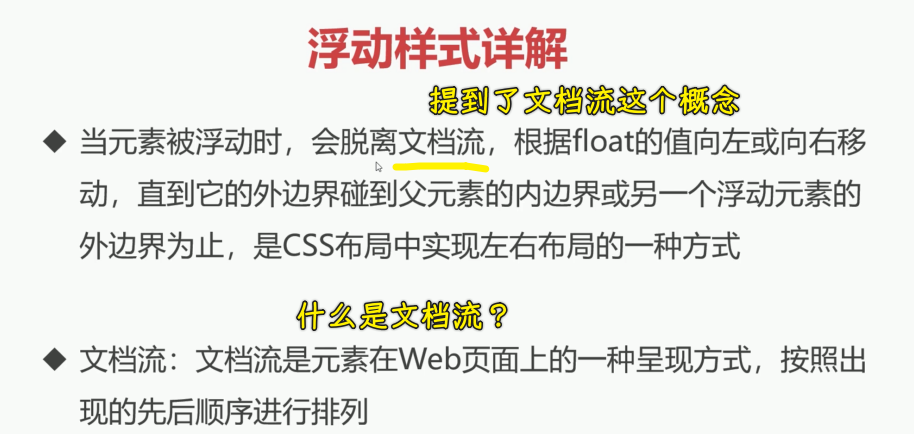 浮动样式详解
提到了文档流这个概念
◆ 当元素被浮动时，会脱离文档流，根据float的值向左或向右移
动，直到它的外边界碰到父元素的内边界或另一个浮动元素的
外边界为止，是CSS布局中实现左右布局的一种方式
什么是文档流？
◆ 文档流：文档流是元素在Web页面上的一种呈现方式，按照出
现的先后顺序进行排列